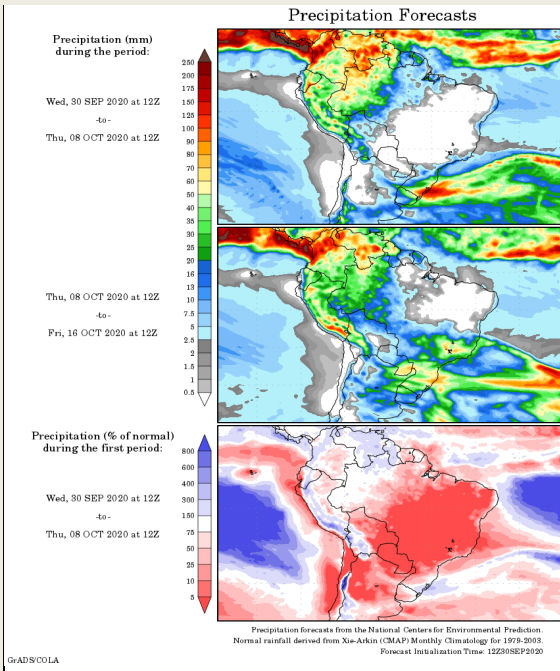 Precipitation Forecasts
Precipitation (mm)
during the period:
Wed, 30 SEP 2020 at 12Z
-to-
Thu, 08 OCT 2020 at 12Z
250
200
175
150
125
100
90
80
70
60
50
40
35
30
25
20
16
13
10
7.5
5
2.5
2
1.5
1
0.5
Thu, 08 OCT 2020 at 12Z
-to-
Fri, 16 OCT 2020 at 12Z
Precipitation (% of normal)
during the first period:
Wed, 30 SEP 2020 at 12Z
-to-
Thu, 08 OCT 2020 at 12Z
800
600
400
300
150
75
50
25
10
5
Precipitation forecasts from the National Centers for Environmental Prediction.
Normal rainfall derived from Xie-Arkin (CMAP) Monthly Climatology for 1979-2003.
Forecast Initialization Time: 12Z30SEP2020
GrADS/COLA